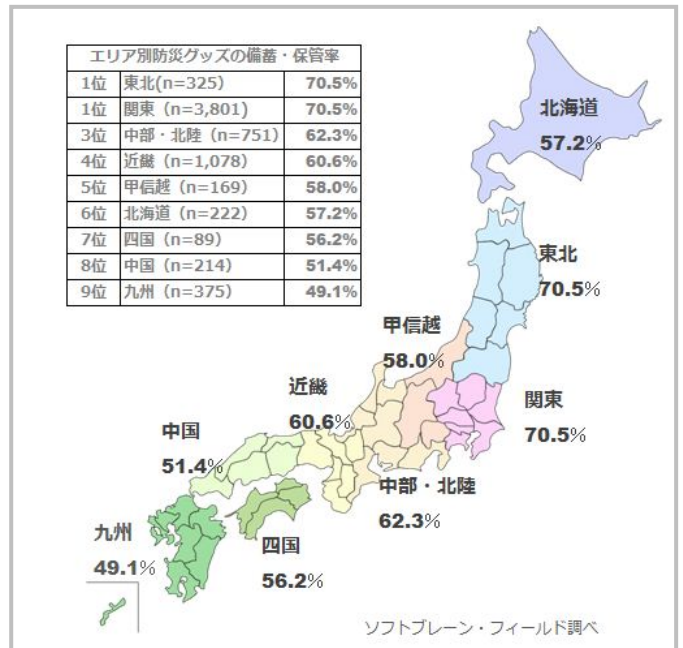 エリア別防災グッズの備蓄・保管率
1位 東北(n=325) 70.5%
1位 関東（n=3,801） 70.5%
3位 中部・北陸（n=751） 62.3%
4位 近畿（n=1,078） 60.6%
5位 甲信越（n=169） 58.0%
6位 北海道（n=222） 57.2%
7位 四国（n=89） 56.2%
8位 中国（n=214） 51.4%
9位 九州（n=375） 49.1%
北海道
57.2%
東北
70.5%
甲信越
58.0%
近畿
60.6%
関東
70.5%
中国
51.4%
中部・北陸
62.3%
九州
49.1%
四国
56.2%
ソフトブレーン・フィールド調べ